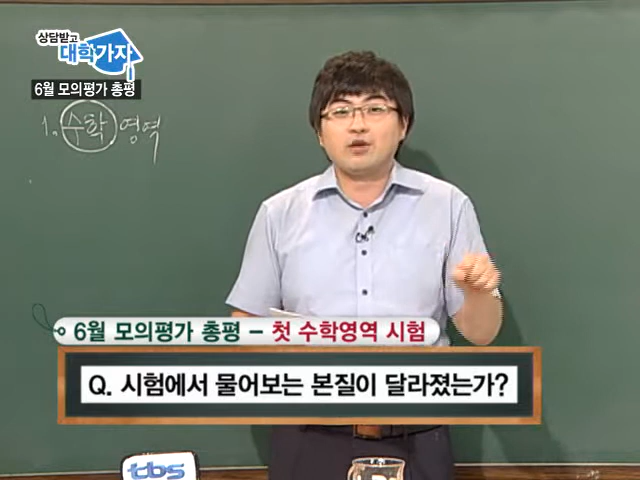 상담받고
대학가자
6월 모의평가 총평
1. 수학 영역
6월 모의평가 총평 – 첫 수학영역 시험
Q. 시험에서 물어보는 본질이 달라졌는가?
tbs